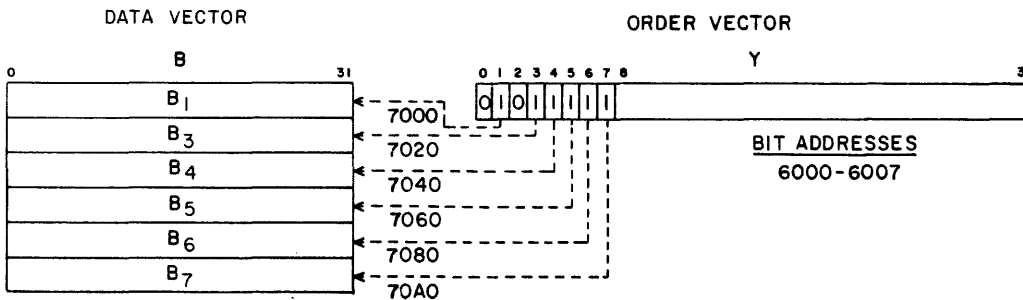 DATA VECTOR
ORDER VECTOR
B
Y
0 31
0 1 2 3 4 5 6 7 8 3
0 1 0 1 1 1 1 1
B1
7000
B3
7020
B4
7040
B5
7060
B6
7080
B7
70A0
BIT ADDRESSES
6000-6007